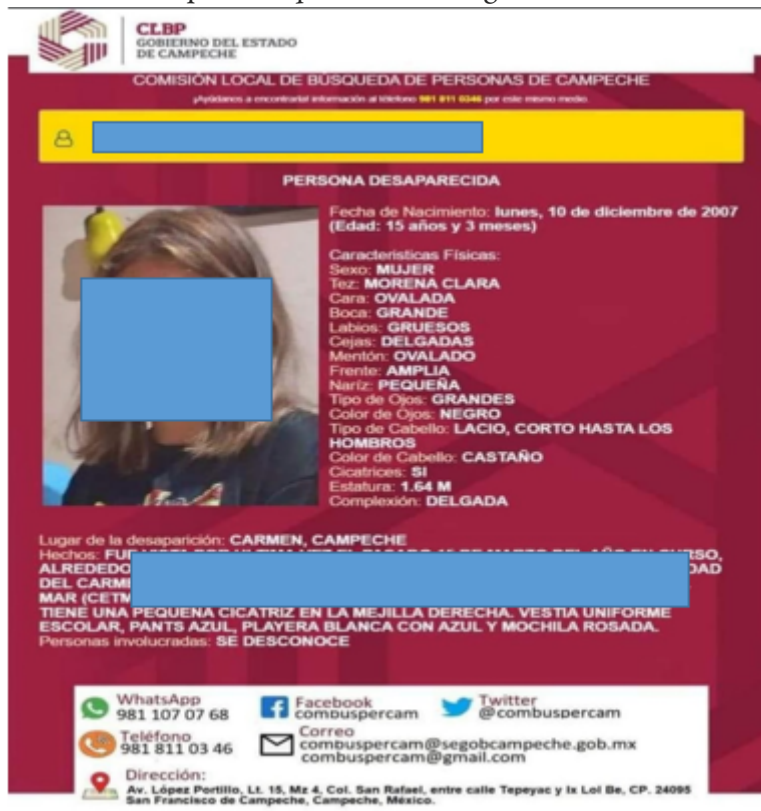 CLBP
GOBIERNO DEL ESTADO
DE CAMPECHE
COMISIÓN LOCAL DE BÚSQUEDA DE PERSONAS DE CAMPECHE
¡Ayúdanos a encontrarla! información al teléfono 981 811 0346 por este mismo medio.
PERSONA DESAPARECIDA
Fecha de Nacimiento: lunes, 10 de diciembre de 2007
(Edad: 15 años y 3 meses)
Características Físicas:
Sexo: MUJER
Tez: MORENA CLARA
Cara: OVALADA
Boca: GRANDE
Labios: GRUESOS
Cejas: DELGADAS
Mentón: OVALADO
Frente: AMPLIA
Naríz: PEQUEÑA
Tipo de Ojos: GRANDES
Color de Ojos: NEGRO
Tipo de Cabello: LACIO, CORTO HASTA LOS
HOMBROS
Color de Cabello: CASTAÑO
Cicatrices: SI
Estatura: 1.64 M
Complexión: DELGADA
Lugar de la desaparición: CARMEN, CAMPECHE
Hechos:
DEL
MAR
TIENE UNA PEQUEÑA CICATRIZ EN LA MEJILLA DERECHA. VESTIA UNIFORME
ESCOLAR, PANTS AZUL, PLAYERA BLANCA CON AZUL Y MOCHILA ROSADA.
Personas involucradas: SE DESCONOCE
WhatsApp
981 107 07 68
Facebook
combuspercam
Twitter
@combuspercam
Teléfono
981 811 03 46
Correo
combuspercam@segobcampeche.gob.mx
combuspercam@gmail.com
Dirección:
Av. López Portillo, Lt. 15, Mz 4, Col. San Rafael, entre calle Tepeyac y Ix Lol Be, CP. 24095
San Francisco de Campeche, Campeche, México.